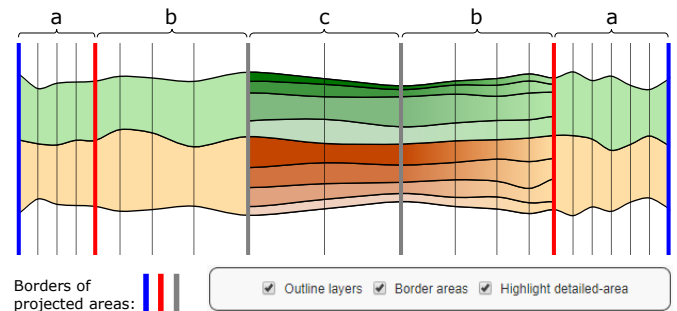 a b c b a
Borders of
projected areas:
Outline layers Border areas Highlight detailed-area